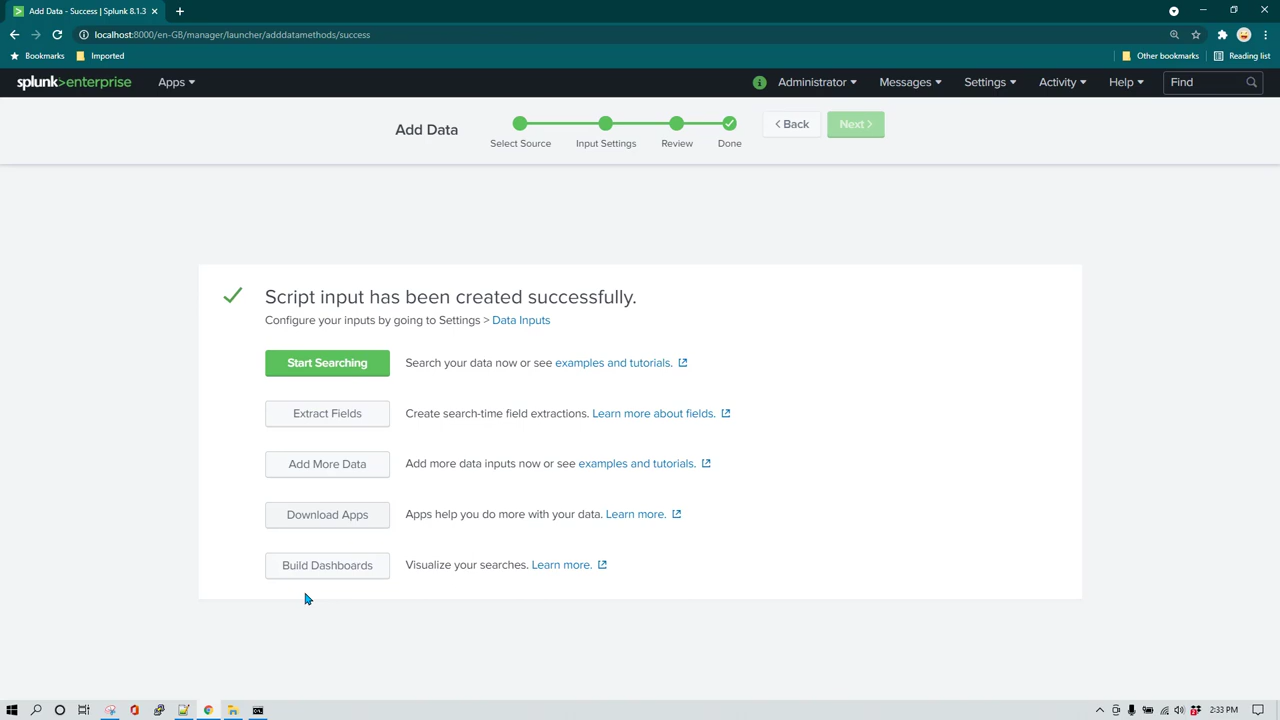 Add Data - Success | Splunk 8.1.3
localhost:8000/en-GB/manager/launcher/adddatamethods/success
Bookmarks
Imported
Other bookmarks
Reading list
splunk>enterprise
Apps
Administrator
Messages
Settings
Activity
Help
Find
Add Data
Select Source
Input Settings
Review
Done
< Back
Next >
Script input has been created successfully.
Configure your inputs by going to Settings > Data Inputs
Start Searching
Search your data now or see examples and tutorials.
Extract Fields
Create search-time field extractions. Learn more about fields.
Add More Data
Add more data inputs now or see examples and tutorials.
Download Apps
Apps help you do more with your data. Learn more.
Build Dashboards
Visualize your searches. Learn more.
2:33 PM